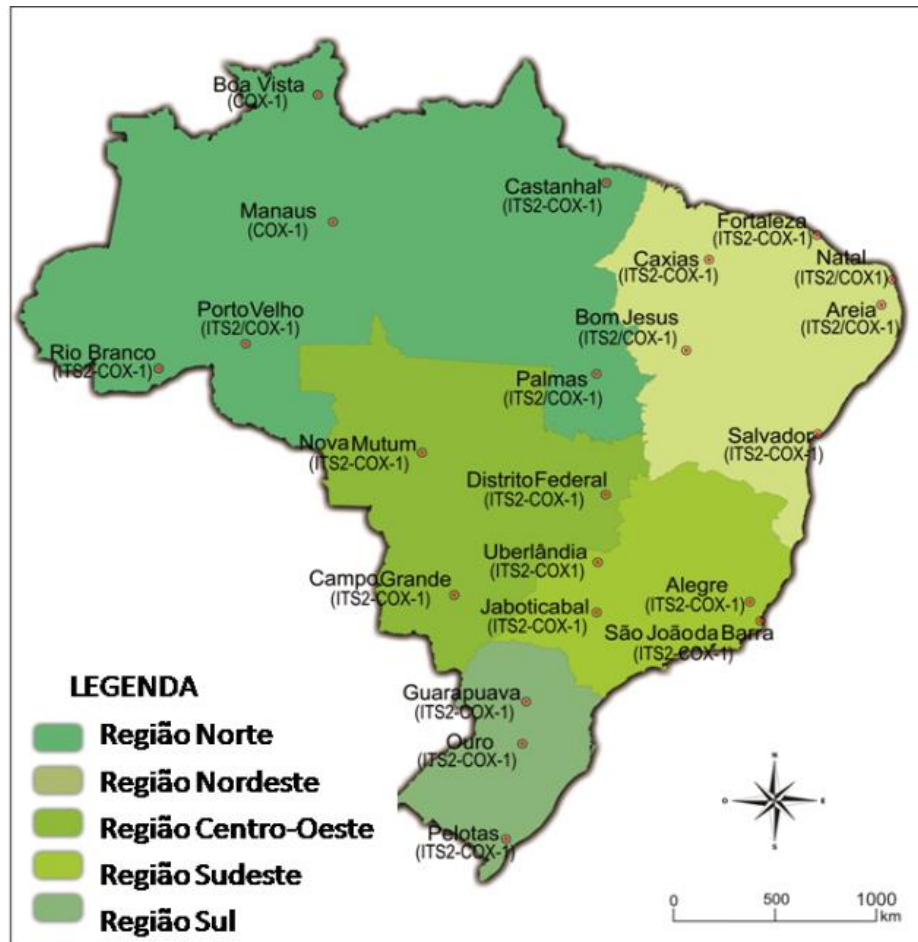 Boa Vista
(COX-1)
Castanhal
(ITS2-COX-1)
Manaus
(COX-1)
Fortaleza
(ITS2-COX-1)
Caxias
(ITS2-COX-1)
Natal
(ITS2/COX1)
Areia
(ITS2/COX-1)
Porto Velho
(ITS2/COX-1)
Bom Jesus
(ITS2/COX-1)
Rio Branco
(ITS2-COX-1)
Palmas
(ITS2/COX-1)
Salvador
(ITS2-COX-1)
Nova Mutum
(ITS2-COX-1)
Distrito Federal
(ITS2-COX-1)
Uberlândia
(ITS2-COX1)
Campo Grande
(ITS2-COX-1)
Alegre
(ITS2-COX-1)
Jaboticabal
(ITS2-COX-1)
São João da Barra
(ITS2-COX-1)
Guarapuava
(ITS2-COX-1)
Ouro
(ITS2-COX-1)
Pelotas
(ITS2-COX-1)
LEGENDA
Região Norte
Região Nordeste
Região Centro-Oeste
Região Sudeste
Região Sul
N
O
E
S
0 500 1000
km